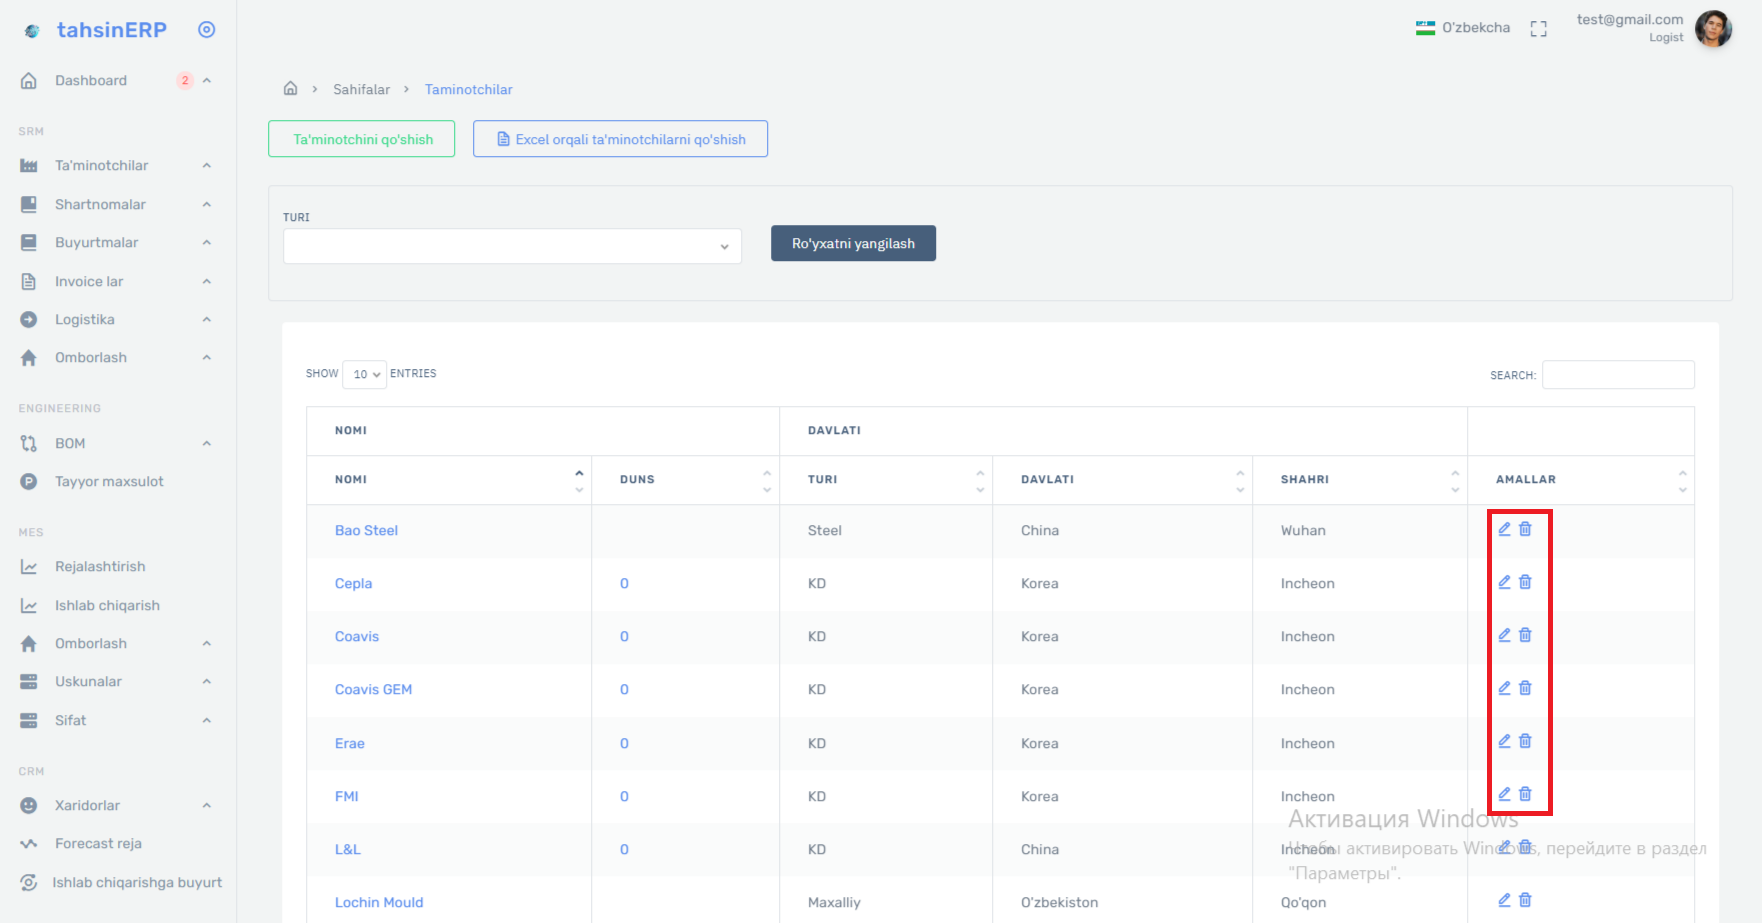 tahsinERP
O'zbekcha
test@gmail.com
Logist
Dashboard 2
SRM
Ta'minotchilar
Shartnomalar
Buyurtmalar
Invoice lar
Logistika
Omborlash
ENGINEERING
BOM
Tayyor maxsulot
MES
Rejalashtirish
Ishlab chiqarish
Omborlash
Uskunalar
Sifat
CRM
Xaridorlar
Forecast reja
Ishlab chiqarishga buyurt
Sahifalar Taminotchilar
Ta'minotchini qo'shish
Excel orqali ta'minotchilarni qo'shish
TURI
Ro'yxatni yangilash
SHOW 10 ENTRIES
SEARCH:
NOMI DAVLATI
NOMI DUNS TURI DAVLATI SHAHRI AMALLAR
Bao Steel Steel China Wuhan
Cepla 0 KD Korea Incheon
Coavis 0 KD Korea Incheon
Coavis GEM 0 KD Korea Incheon
Erae 0 KD Korea Incheon
FMI 0 KD Korea Incheon
L&L 0 KD China Incheon
Lochin Mould Maxalliy O'zbekiston Qo'qon
Активация Windows
Чтобы активировать Windows, перейдите в раздел
"Параметры".